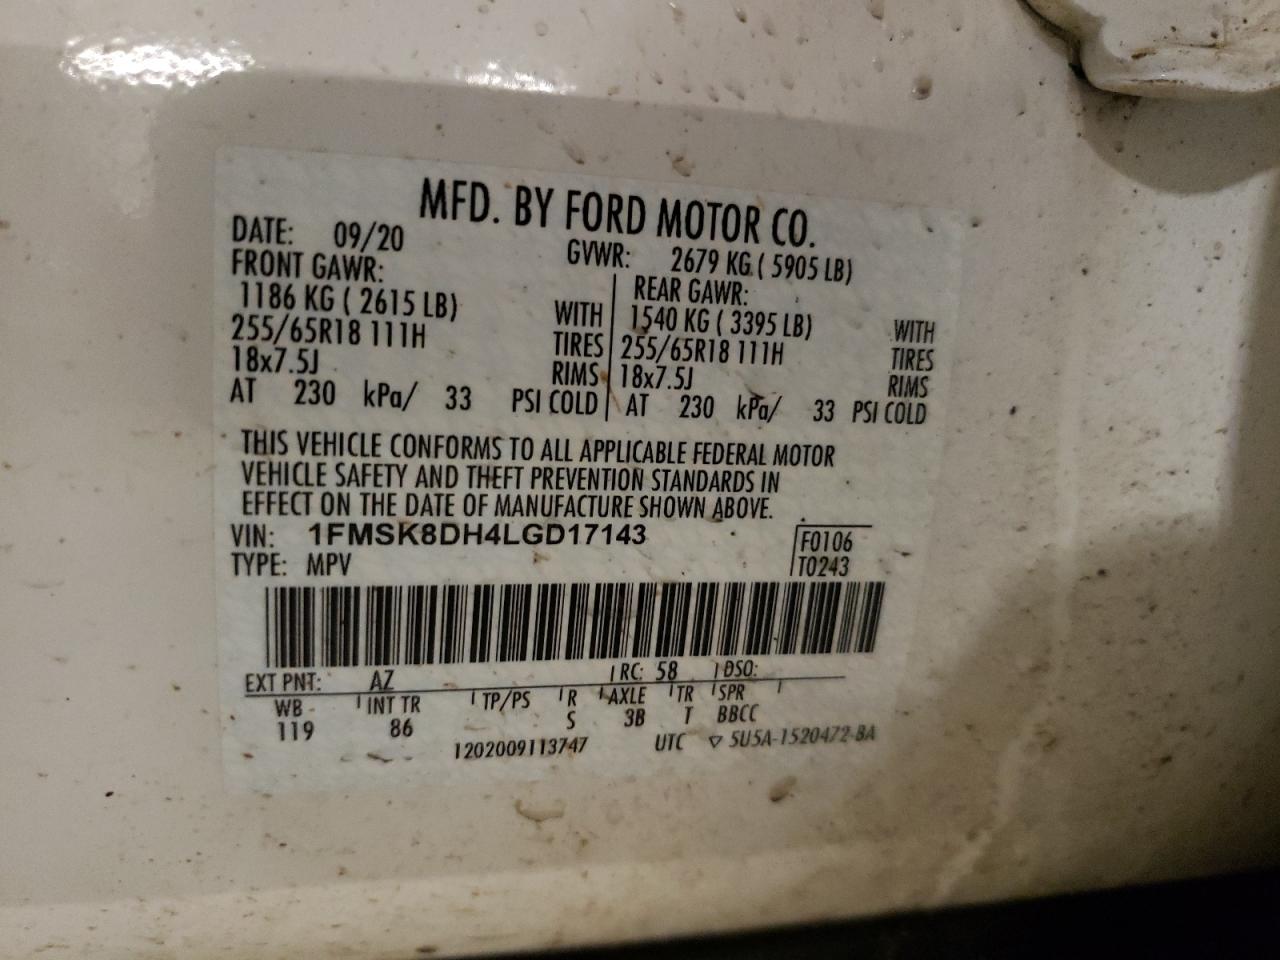 MFD. BY FORD MOTOR CO.
DATE: 09/20 GVWR: 2679 KG ( 5905 LB)
FRONT GAWR: REAR GAWR:
1186 KG ( 2615 LB) WITH 1540 KG ( 3395 LB) WITH
255/65R18 111H TIRES 255/65R18 111H TIRES
18x7.5J RIMS 18x7.5J RIMS
AT 230 kPa/ 33 PSI COLD AT 230 kPa/ 33 PSI COLD
THIS VEHICLE CONFORMS TO ALL APPLICABLE FEDERAL MOTOR
VEHICLE SAFETY AND THEFT PREVENTION STANDARDS IN
EFFECT ON THE DATE OF MANUFACTURE SHOWN ABOVE.
VIN: 1FMSK8DH4LGD17143 F0106
TYPE: MPV T0243
EXT PNT: AZ RC: 58 DSO:
WB INT TR TP/PS R AXLE TR SPR
119 86 S 3B T BBCC
1202009113747 UTC ▽ 5U5A-1520472-BA